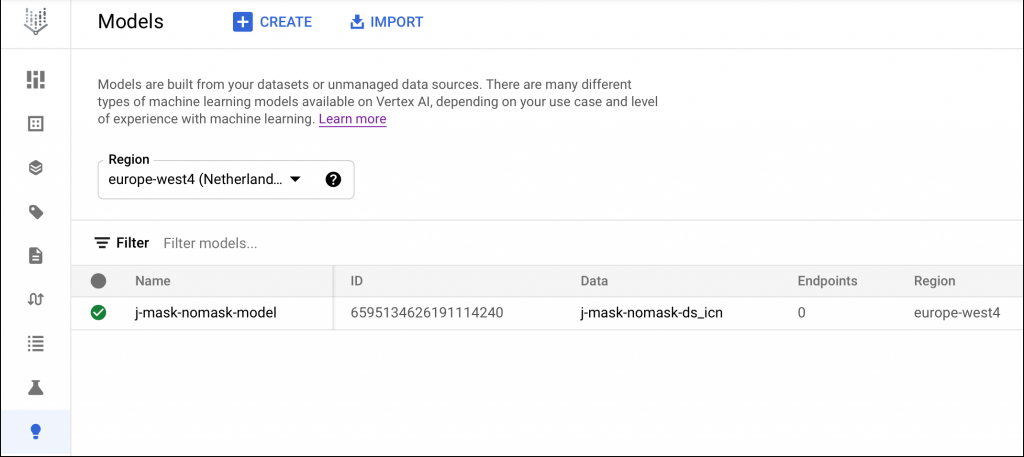 Models CREATE IMPORT
Models are built from your datasets or unmanaged data sources. There are many different
types of machine learning models available on Vertex AI, depending on your use case and level
of experience with machine learning. Learn more
Region
europe-west4 (Netherland...
Filter Filter models...
Name ID Data Endpoints Region
j-mask-nomask-model 6595134626191114240 j-mask-nomask-ds_icn 0 europe-west4